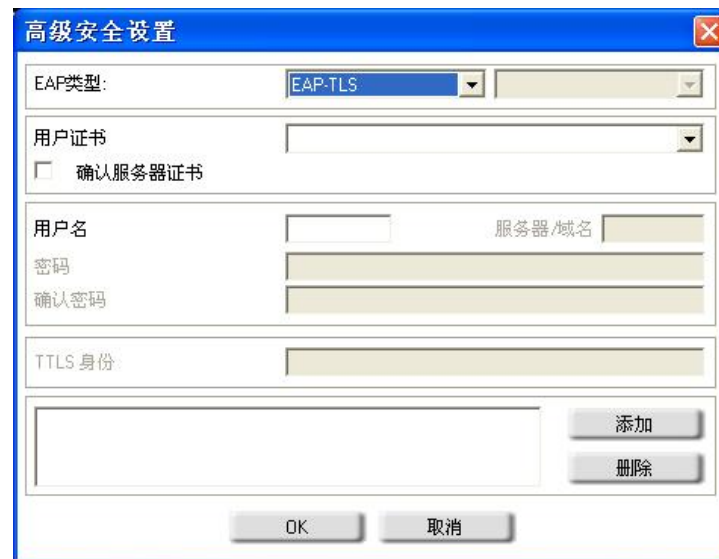 高级安全设置
EAP类型: EAP-TLS
用户证书
确认服务器证书
用户名 服务器/域名
密码
确认密码
TTLS 身份
添加
删除
OK 取消